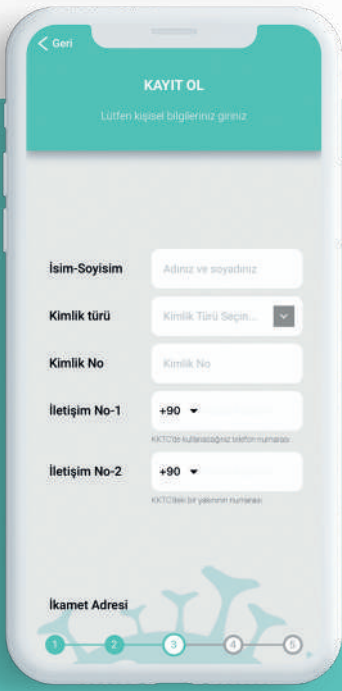 Geri
KAYIT OL
Lütfen kişisel bilgileriniz giriniz
İsim-Soyisim
Adınız ve soyadınız
Kimlik türü
Kimlik Türü Seçin...
Kimlik No
Kimlik No
İletişim No-1
+90
KKTC'de kullanacağınız telefon numarası
İletişim No-2
+90
KKTC'deki bir yakınının numarası
İkamet Adresi
1 2 3 4 5